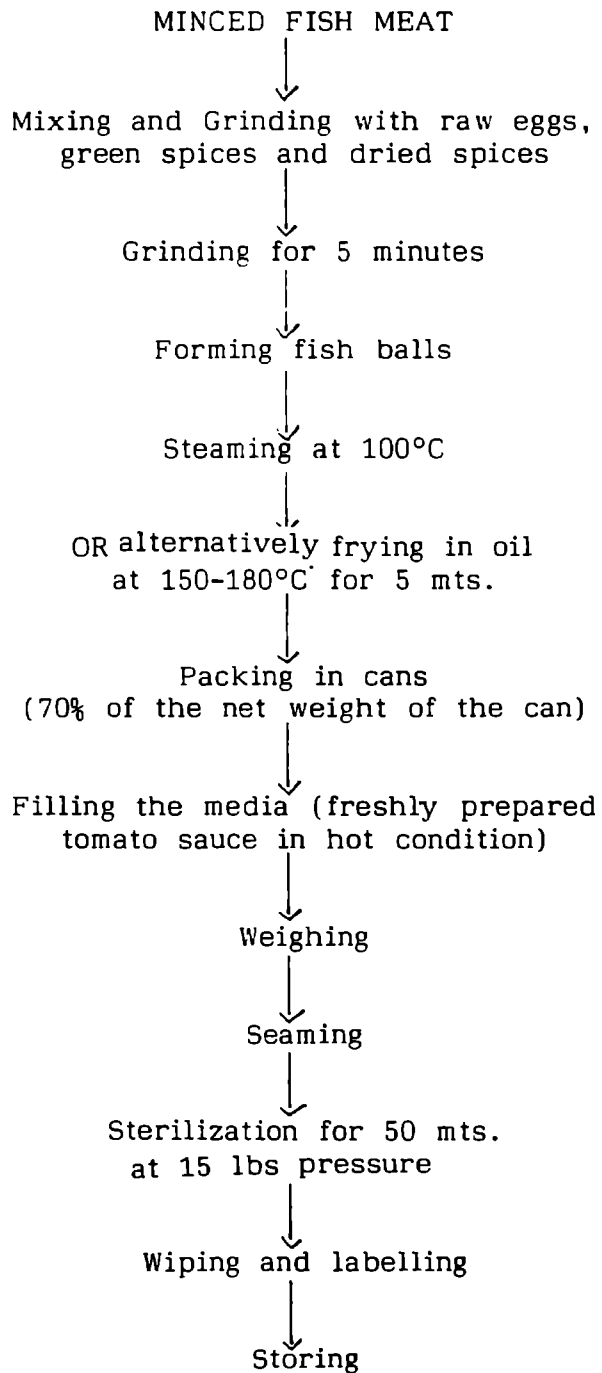 MINCED FISH MEAT
Mixing and Grinding with raw eggs,
green spices and dried spices
Grinding for 5 minutes
Forming fish balls
Steaming at 100°C
OR alternatively frying in oil
at 150-180°C for 5 mts.
Packing in cans
(70% of the net weight of the can)
Filling the media (freshly prepared
tomato sauce in hot condition)
Weighing
Seaming
Sterilization for 50 mts.
at 15 lbs pressure
Wiping and labelling
Storing